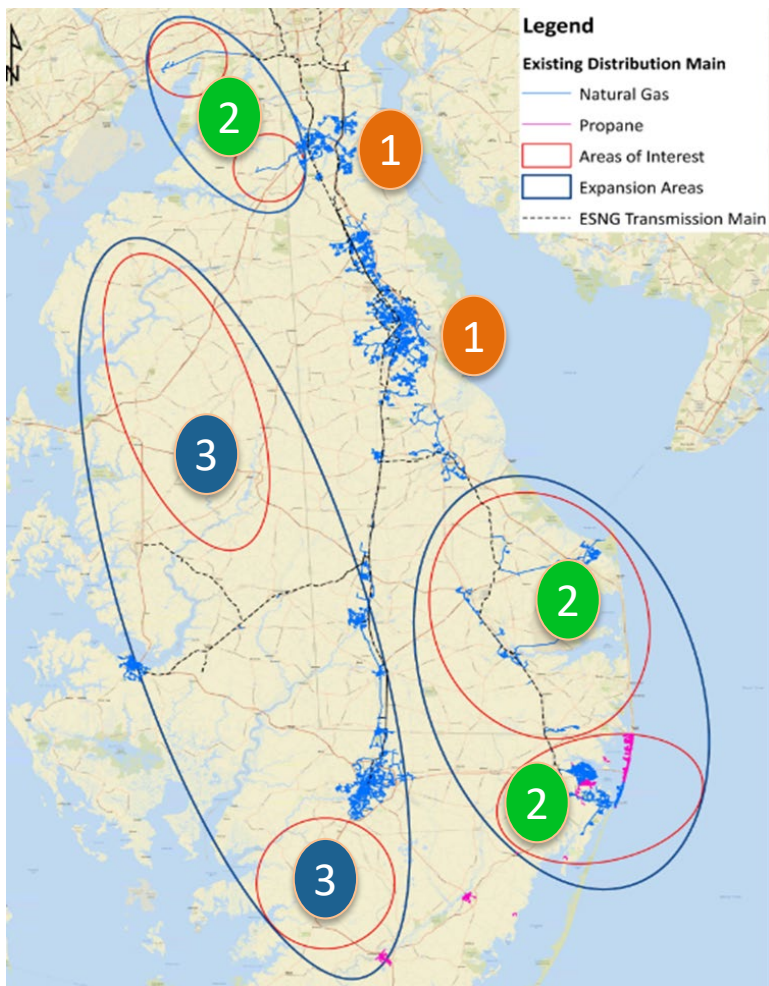 N
Legend
Existing Distribution Main
Natural Gas
Propane
Areas of Interest
Expansion Areas
ESNG Transmission Main
2
1
1
3
2
2
3